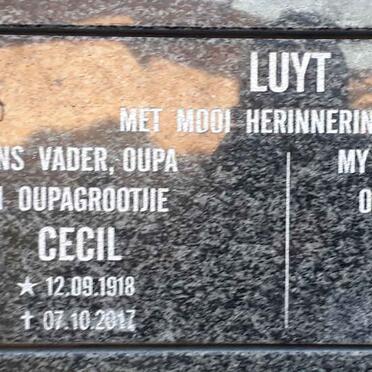 LUYT
MET MOOI HERINNERIN
NS VADER, OUPA
OUPAGROOTJIE
CECIL
★ 12.09.1918
† 07.10.2017
MY
O